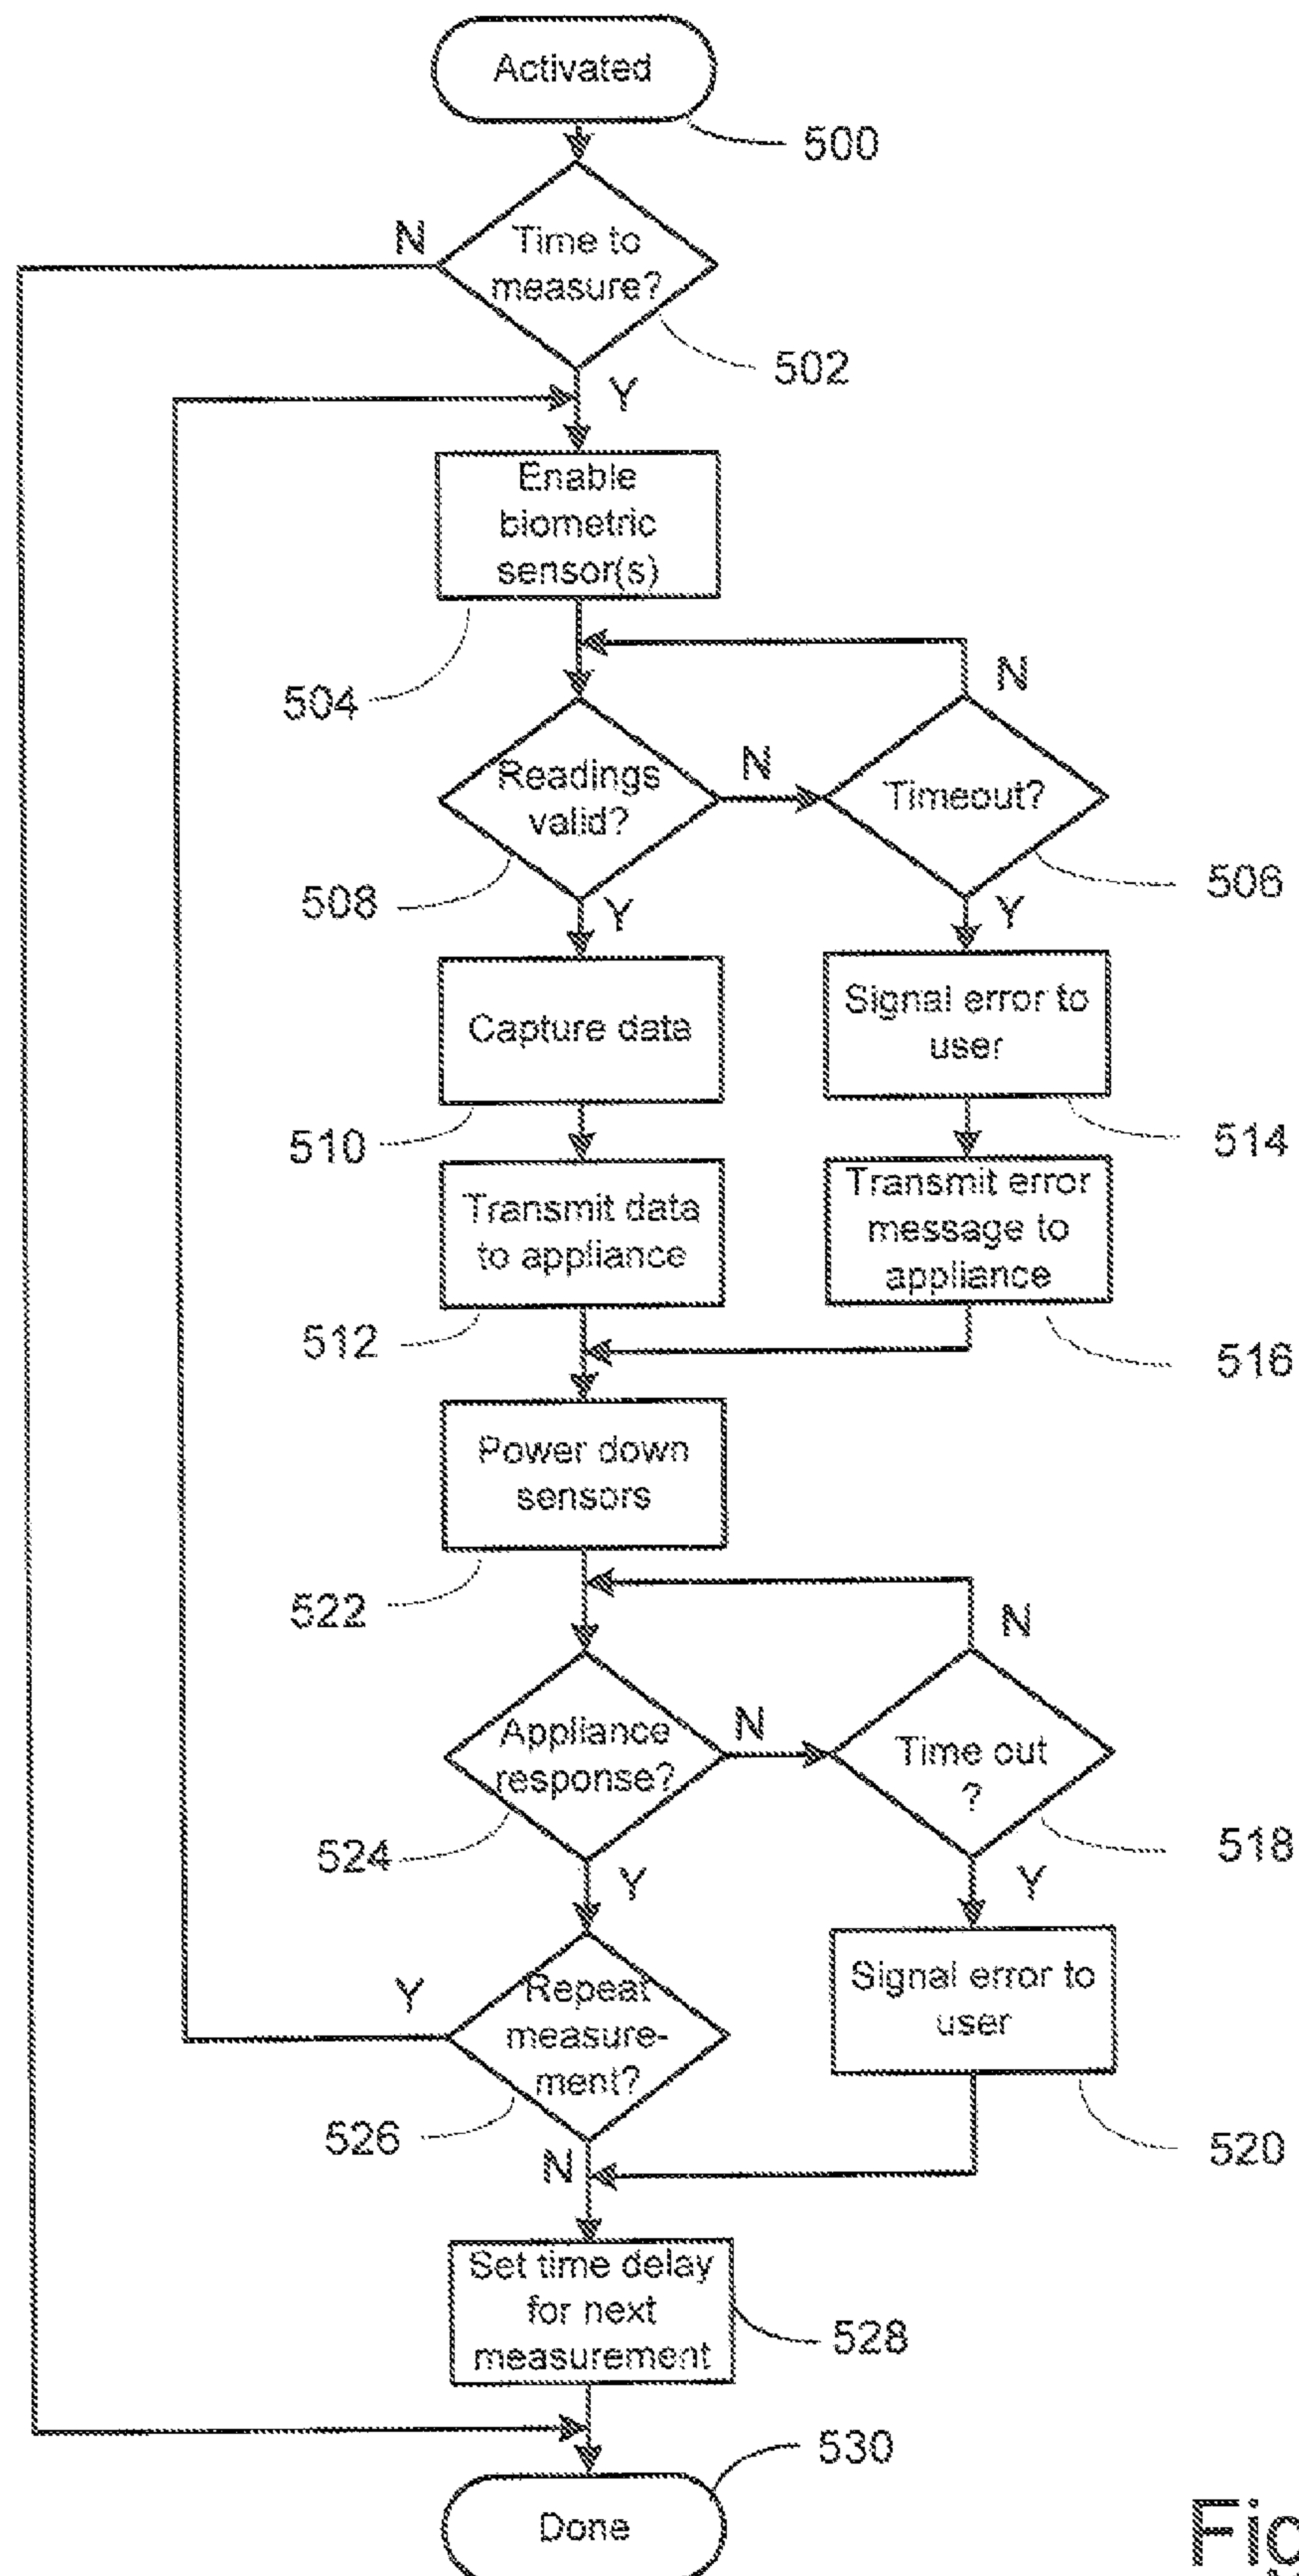 Activated
500
N
Time to
measure?
502
Y
Enable
biometric
sensor(s)
504
N
Readings
valid?
N
Timeout?
508
506
Y
Y
Capture data
Signal error to
user
510
514
Transmit data
to appliance
Transmit error
message to
appliance
512
516
Power down
sensors
522
N
Appliance
response?
N
Time out
?
524
518
Y
Y
Y
Repeat
measure-
ment?
Signal error to
user
526
520
N
Set time delay
for next
measurement
528
530
Done
Fig